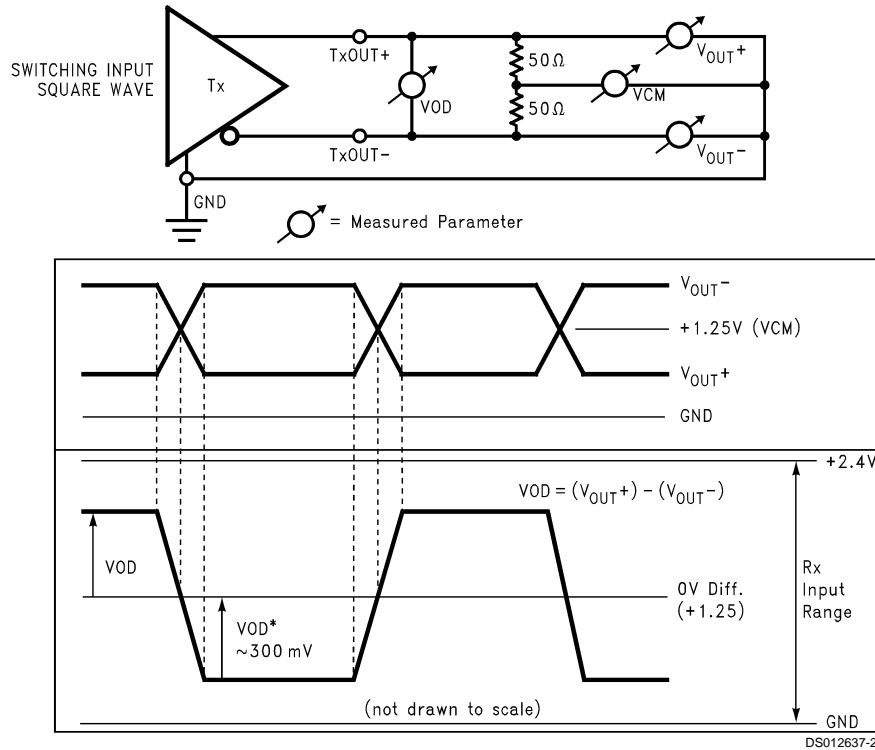 SWITCHING INPUT
SQUARE WAVE
Tx
TxOUT+
TxOUT-
VOD
50Ω
50Ω
VCM
VOUT+
VOUT-
GND
= Measured Parameter
VOUT-
+1.25V (VCM)
VOUT+
GND
+2.4V
VOD = (VOUT+) - (VOUT-)
VOD
VOD*
~300 mV
0V Diff.
(+1.25)
Rx
Input
Range
(not drawn to scale)
GND
DS012637-2